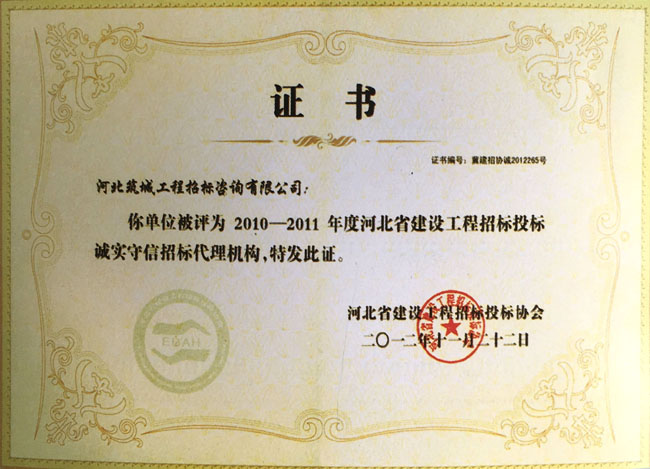 证 书
证书编号：冀建招协诚2012265号
河北筑城工程招标咨询有限公司：
你单位被评为 2010—2011 年度河北省建设工程招标投标
诚实守信招标代理机构，特发此证。
河北省建设工程招标投标协会
二〇一二年十一月二十二日